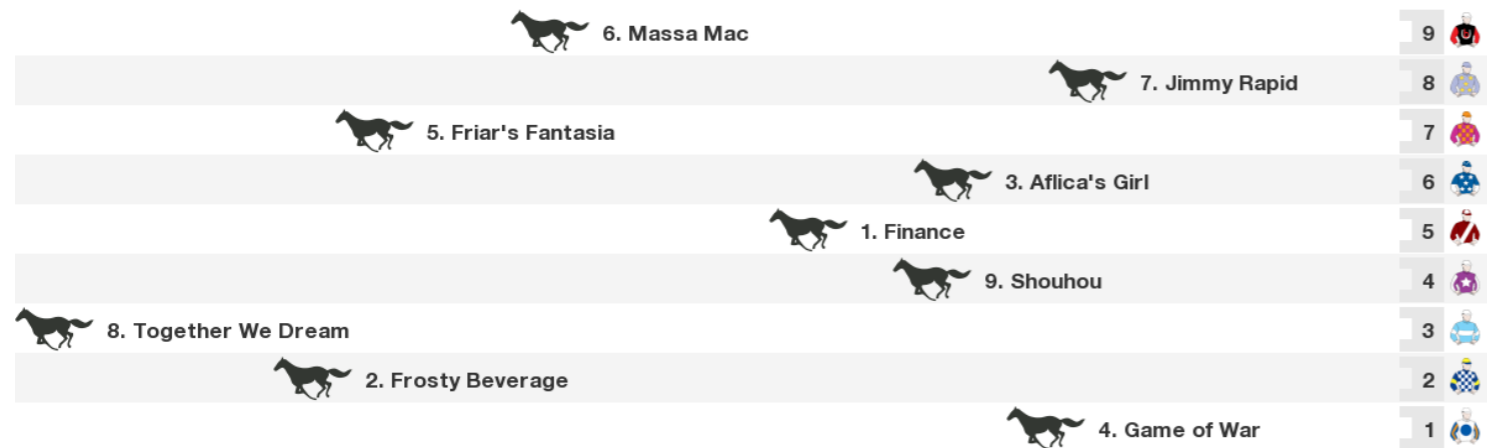 6. Massa Mac 9
7. Jimmy Rapid 8
5. Friar's Fantasia 7
3. Aflica's Girl 6
1. Finance 5
9. Shouhou 4
8. Together We Dream 3
2. Frosty Beverage 2
4. Game of War 1